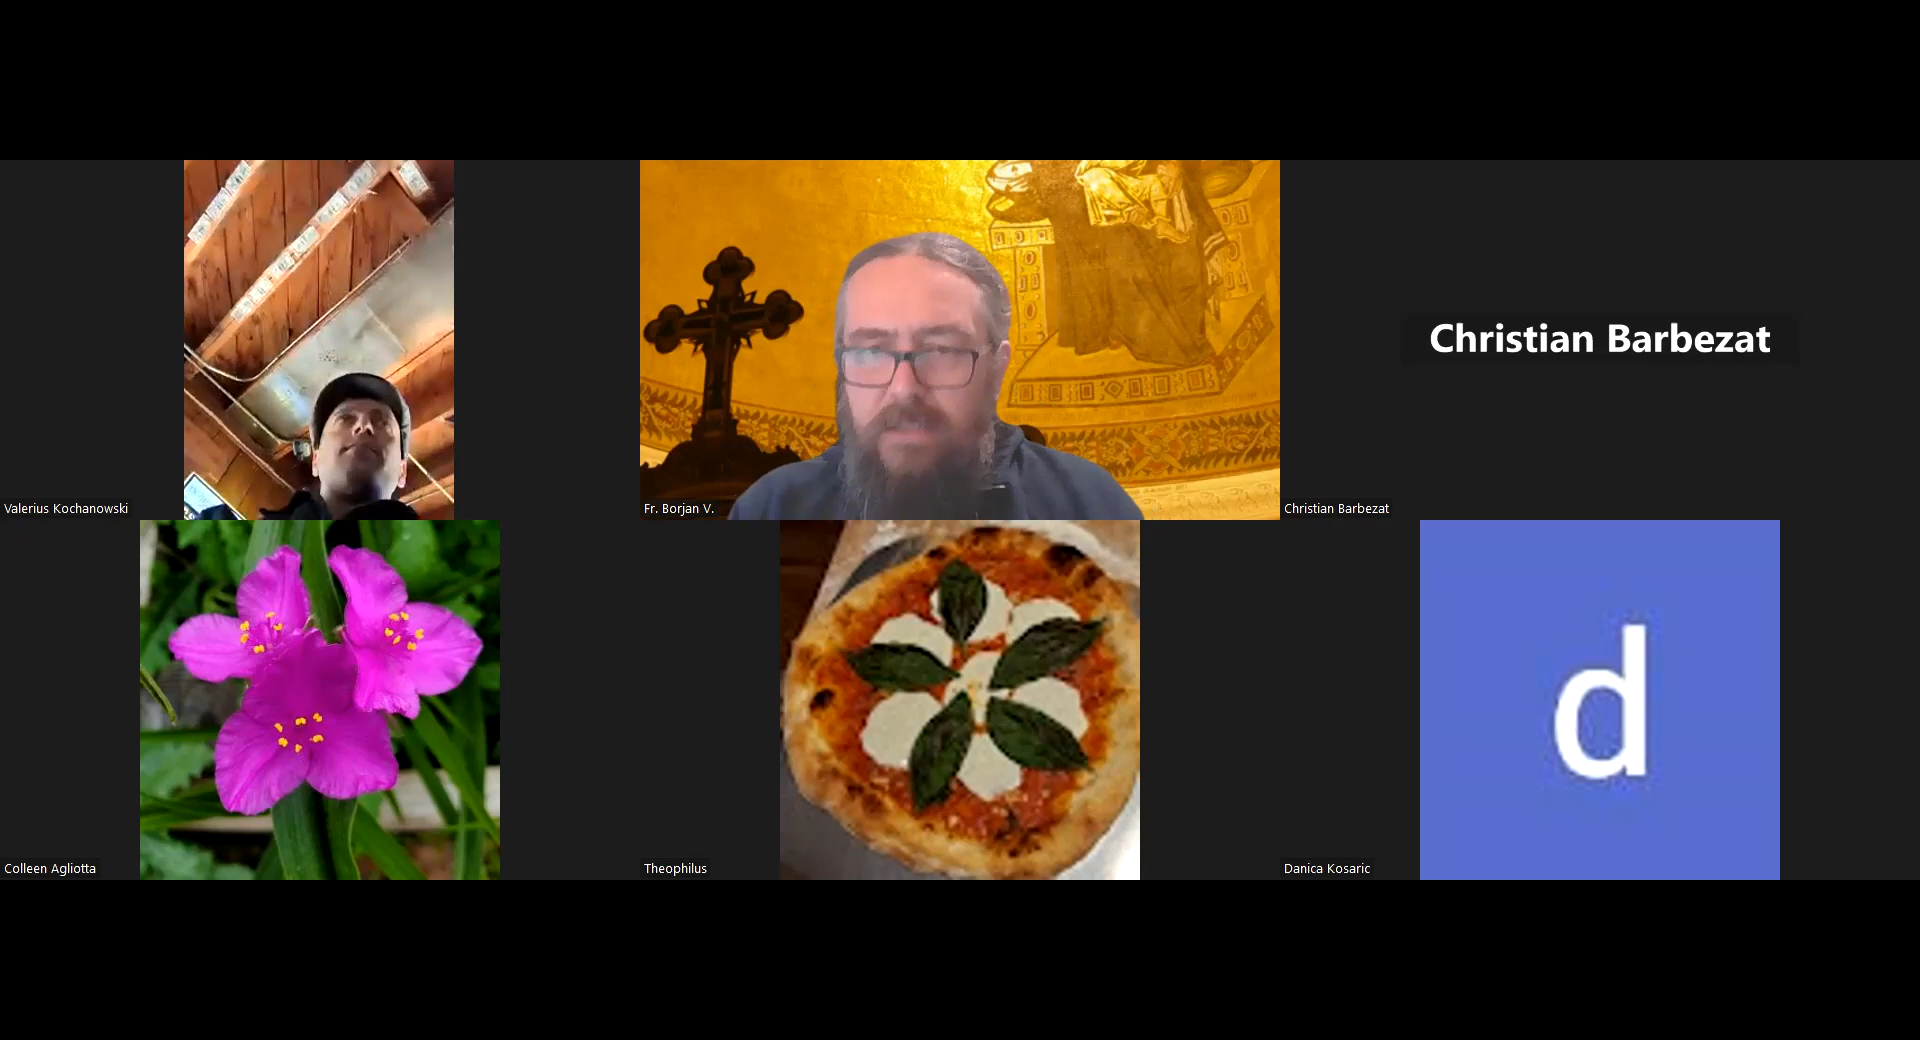 Christian Barbezat
Valerius Kochanowski
Fr. Borjan V.
Christian Barbezat
d
Colleen Agliotta
Theophilus
Danica Kosaric